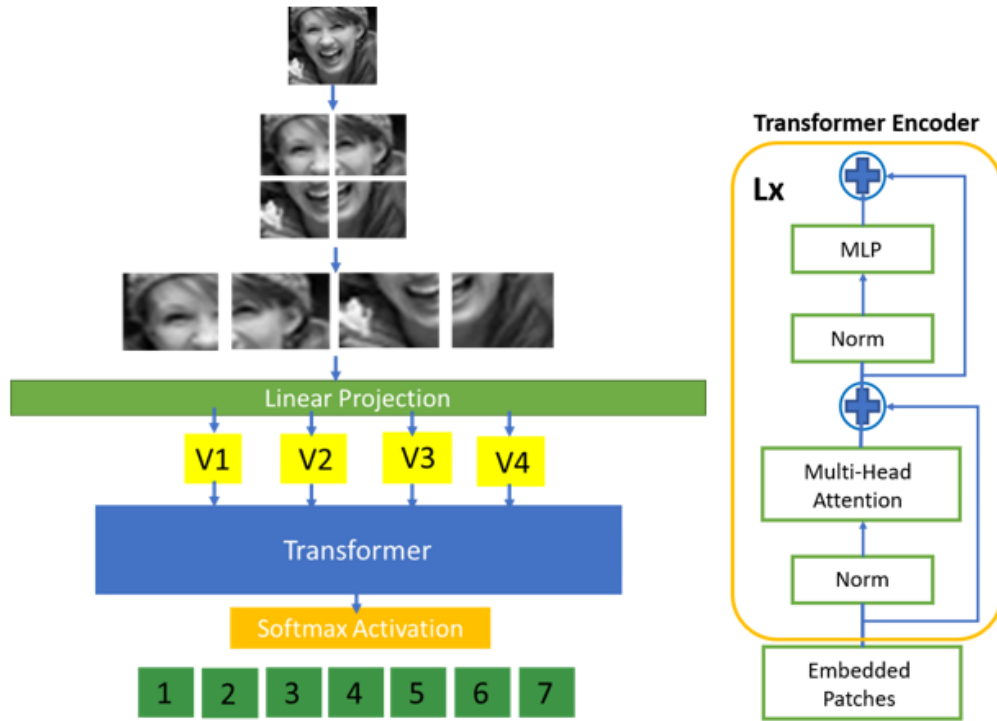 Linear Projection
V1 V2 V3 V4
Transformer
Softmax Activation
1 2 3 4 5 6 7
Transformer Encoder
Lx
MLP
Norm
Multi-Head
Attention
Norm
Embedded
Patches